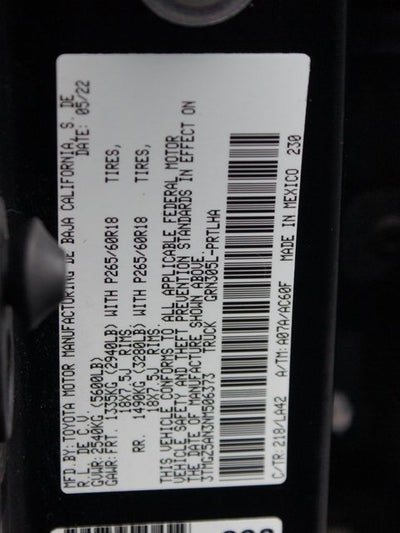 MFD. BY: TOYOTA MOTOR MANUFACTURING DE BAJA CALIFORNIA, S. DE
R. L. DE C.V. DATE: 05/22
GVWR: 2540KG (5600LB)
GAWR: FRT. 1335KG (2940LB) WITH P265/60R18 TIRES,
18X7.5J RIMS.
RR. 1490KG (3280LB) WITH P265/60R18 TIRES,
18X7.5J RIMS.
THIS VEHICLE CONFORMS TO ALL APPLICABLE FEDERAL MOTOR
VEHICLE SAFETY AND THEFT PREVENTION STANDARDS IN EFFECT ON
THE DATE OF MANUFACTURE SHOWN ABOVE.
3TMGZ5AN3NM506373 TRUCK GRN305L-PRTLHA
C/TR: 218/LA42 A/TM: A07A/AC60F MADE IN MEXICO 230